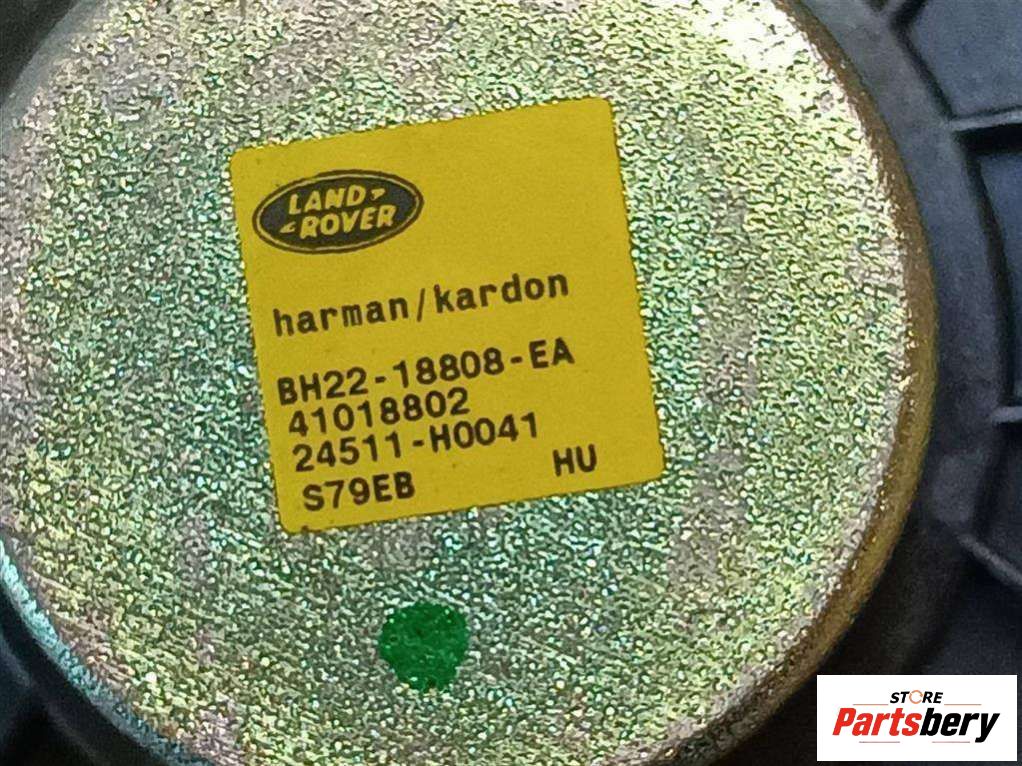 LAND
ROVER
harman/kardon
BH22-18808-EA
41018802
24511-H0041
S79EB HU
STORE
Partsbery